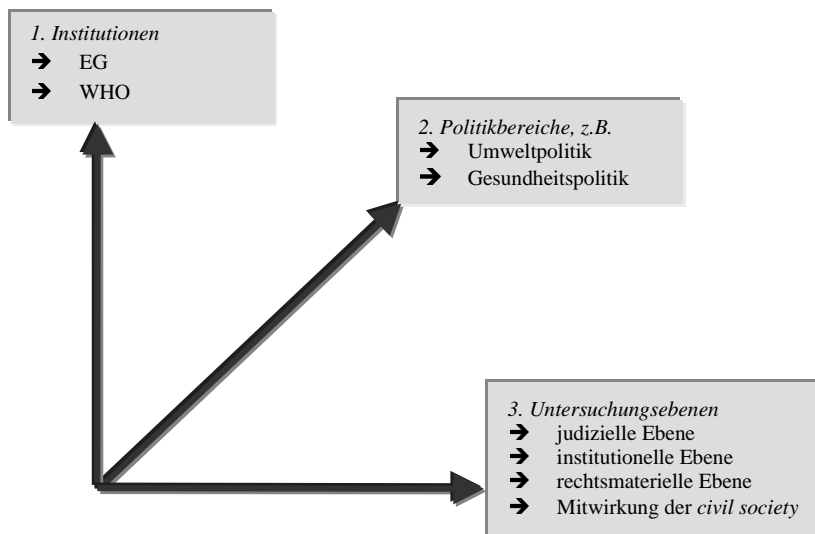 1. Institutionen
➔ EG
➔ WHO
2. Politikbereiche, z.B.
➔ Umweltpolitik
➔ Gesundheitspolitik
3. Untersuchungsebenen
➔ judizielle Ebene
➔ institutionelle Ebene
➔ rechtsmaterielle Ebene
➔ Mitwirkung der civil society